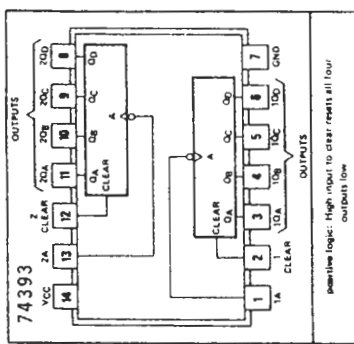 74393
OUTPUTS
VCC 2A 2 CLEAR 2QA 2QB 2QC 2QD
14 13 12 11 10 9 8
QA QB QC QD
CLEAR A
A
CLEAR
QA QB QC QD
1 2 3 4 5 6 7
1A 1 CLEAR 1QA 1QB 1QC 1QD GND
OUTPUTS
positive logic: High input to clear resets all four
outputs low